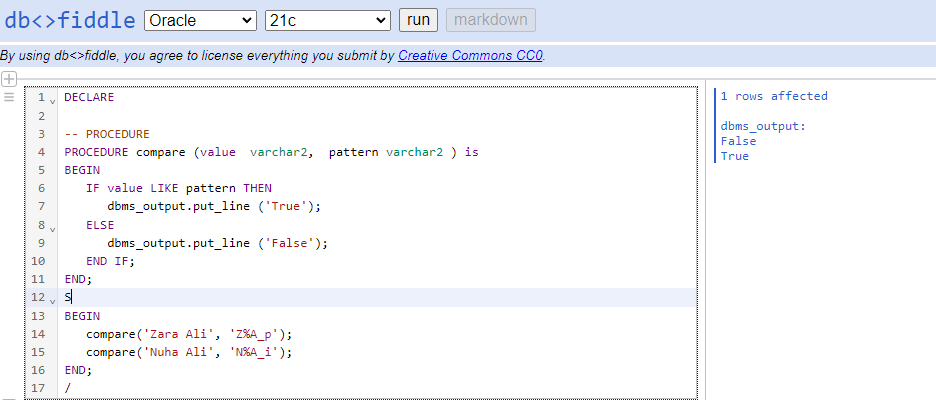 db<>fiddle Oracle 21c run markdown
By using db<>fiddle, you agree to license everything you submit by Creative Commons CC0.
1 DECLARE
2
3 -- PROCEDURE
4 PROCEDURE compare (value  varchar2,  pattern varchar2 ) is
5 BEGIN
6    IF value LIKE pattern THEN
7       dbms_output.put_line ('True');
8    ELSE
9       dbms_output.put_line ('False');
10    END IF;
11 END;
12 S
13 BEGIN
14    compare('Zara Ali', 'Z%A_p');
15    compare('Nuha Ali', 'N%A_i');
16 END;
17 /
1 rows affected
dbms_output:
False
True